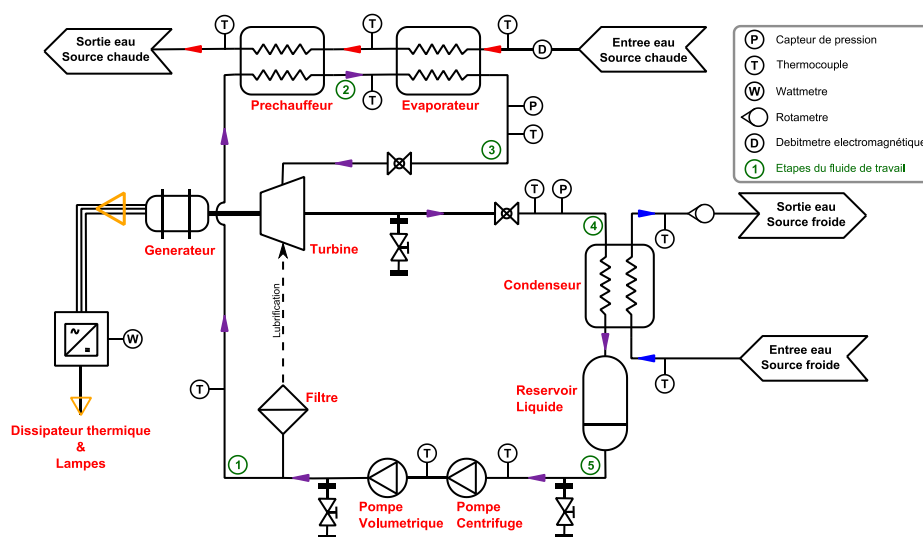 Sortie eau
Source chaude
T
T
T
D
Entree eau
Source chaude
Prechauffeur
2
T
Evaporateur
P
T
3
P
Capteur de pression
T
Thermocouple
W
Wattmetre
Rotametre
D
Debitmetre electromagnétique
1
Etapes du fluide de travail
Generateur
Turbine
T
P
4
T
Sortie eau
Source froide
Condenseur
Lubrification
~
=
W
Entree eau
Source froide
T
T
Filtre
Reservoir
Liquide
Dissipateur thermique
&
Lampes
1
T
T
5
Pompe
Volumetrique
Pompe
Centrifuge